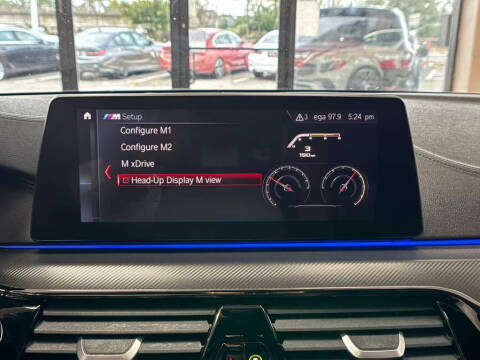 M Setup
3 ega 97.9 5:24 pm
Configure M1
Configure M2
M xDrive
Head-Up Display M view
3